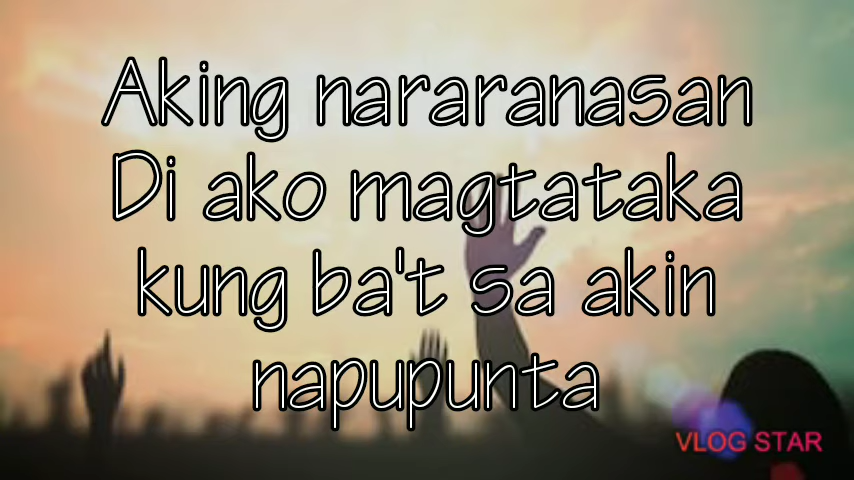 Aking nararanasan
Di ako magtataka
kung ba't sa akin
napupunta
VLOG STAR